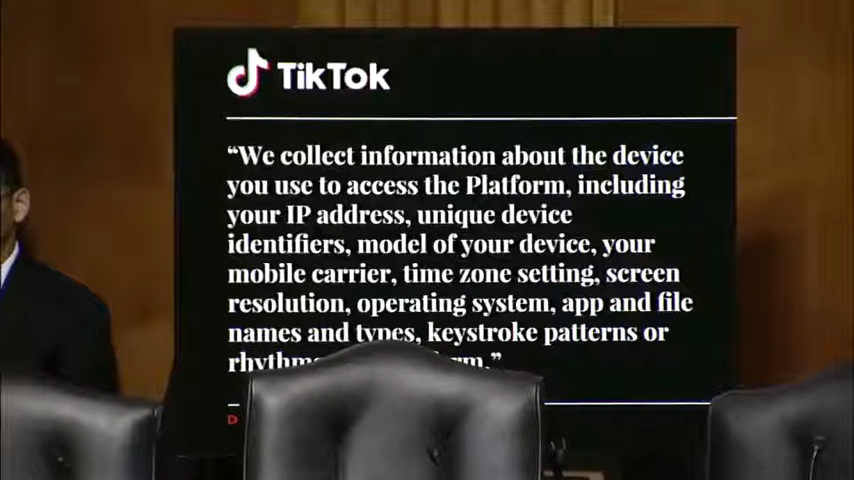 TikTok
“We collect information about the device
you use to access the Platform, including
your IP address, unique device
identifiers, model of your device, your
mobile carrier, time zone setting, screen
resolution, operating system, app and file
names and types, keystroke patterns or